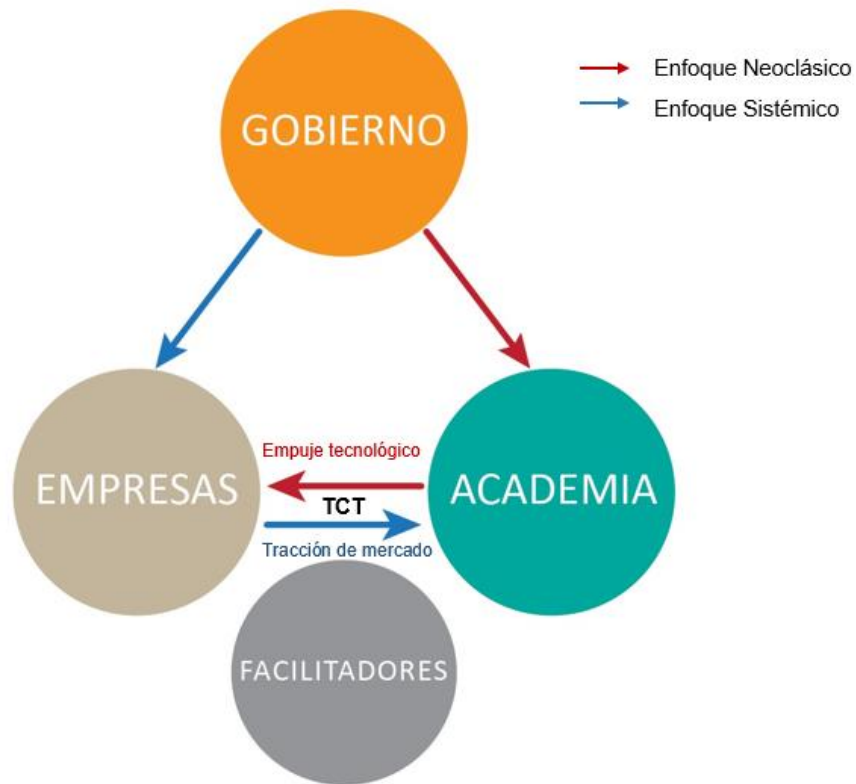 GOBIERNO
Enfoque Neoclásico
Enfoque Sistémico
Empuje tecnológico
EMPRESAS
TCT
ACADEMIA
Tracción de mercado
FACILITADORES